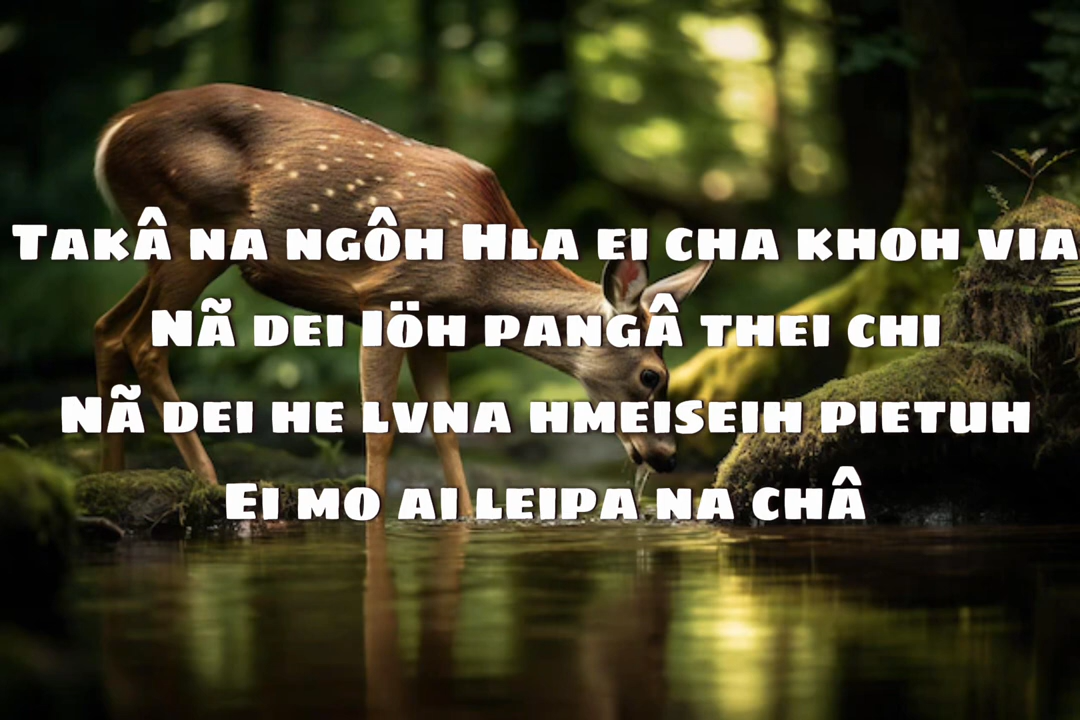 Takâ na ngôh Hla ei cha khoh via
Nã dei Iöh pangâ thei chi
Nã dei he lvna hmeiseih pietuh
Ei mo ai leipa na châ